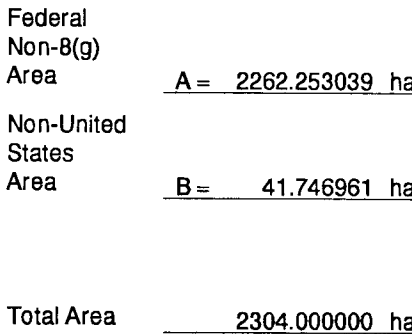 Federal
Non-8(g)
Area A = 2262.253039 ha
Non-United
States
Area B = 41.746961 ha
Total Area 2304.000000 ha